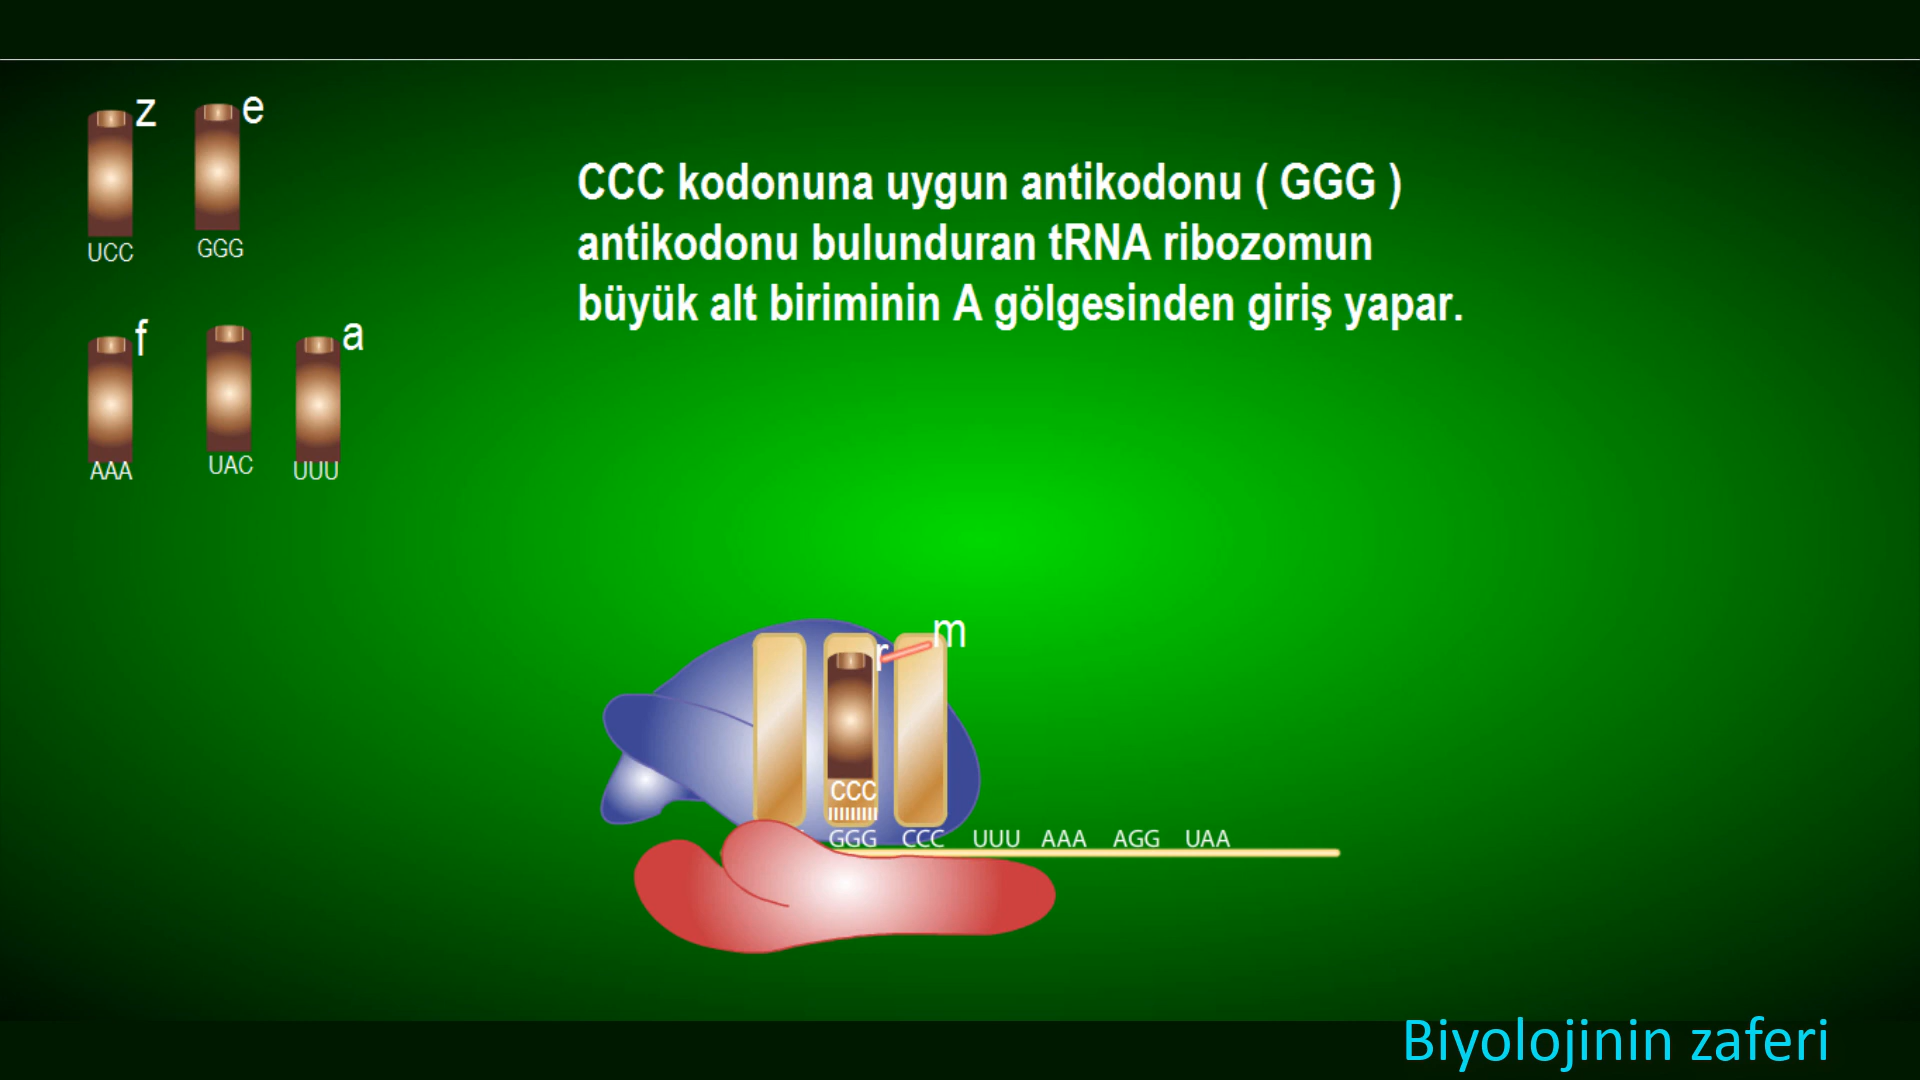 z
e
UCC
GGG
CCC kodonuna uygun antikodonu ( GGG )
antikodonu bulunduran tRNA ribozomun
büyük alt biriminin A gölgesinden giriş yapar.
f
a
AAA
UAC
UUU
m
r
CCC
GGG CCC UUU AAA AGG UAA
Biyolojinin zaferi